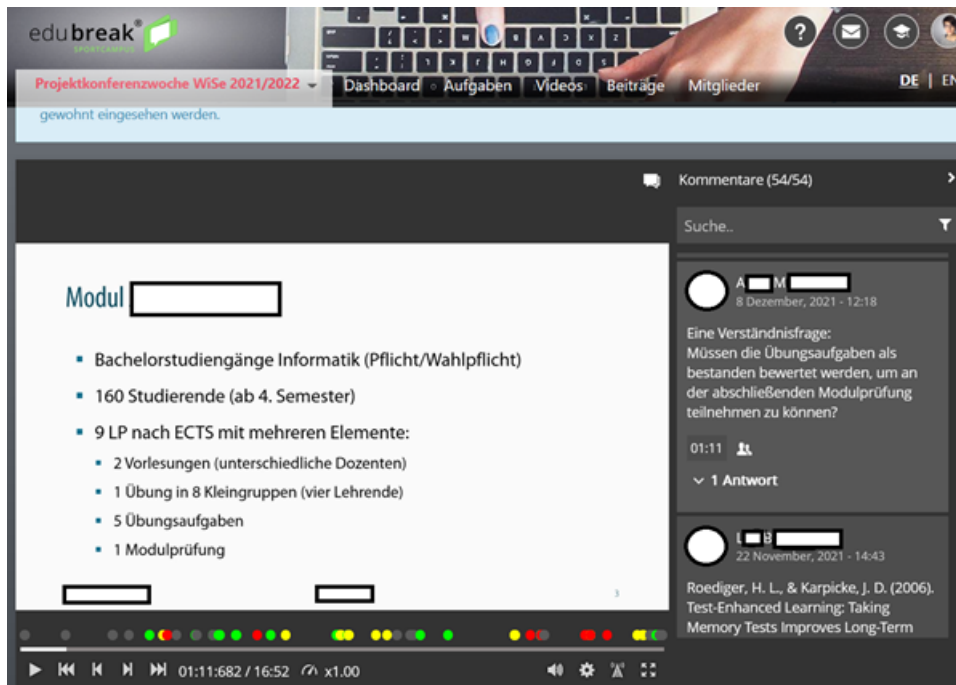 edubreak®
SPORTCAMPUS
?
Projektkonferenzwoche WiSe 2021/2022
Dashboard
Aufgaben
Videos
Beiträge
Mitglieder
DE | EN
gewohnt eingesehen werden.
Kommentare (54/54)
Suche..
Modul
▪ Bachelorstudiengänge Informatik (Pflicht/Wahlpflicht)
▪ 160 Studierende (ab 4. Semester)
▪ 9 LP nach ECTS mit mehreren Elemente:
▪ 2 Vorlesungen (unterschiedliche Dozenten)
▪ 1 Übung in 8 Kleingruppen (vier Lehrende)
▪ 5 Übungsaufgaben
▪ 1 Modulprüfung
3
01:11:682 / 16:52
x1.00
A M
8 Dezember, 2021 - 12:18
Eine Verständnisfrage:
Müssen die Übungsaufgaben als
bestanden bewertet werden, um an
der abschließenden Modulprüfung
teilnehmen zu können?
01:11
1 Antwort
L B
22 November, 2021 - 14:43
Roediger, H. L., & Karpicke, J. D. (2006).
Test-Enhanced Learning: Taking
Memory Tests Improves Long-Term